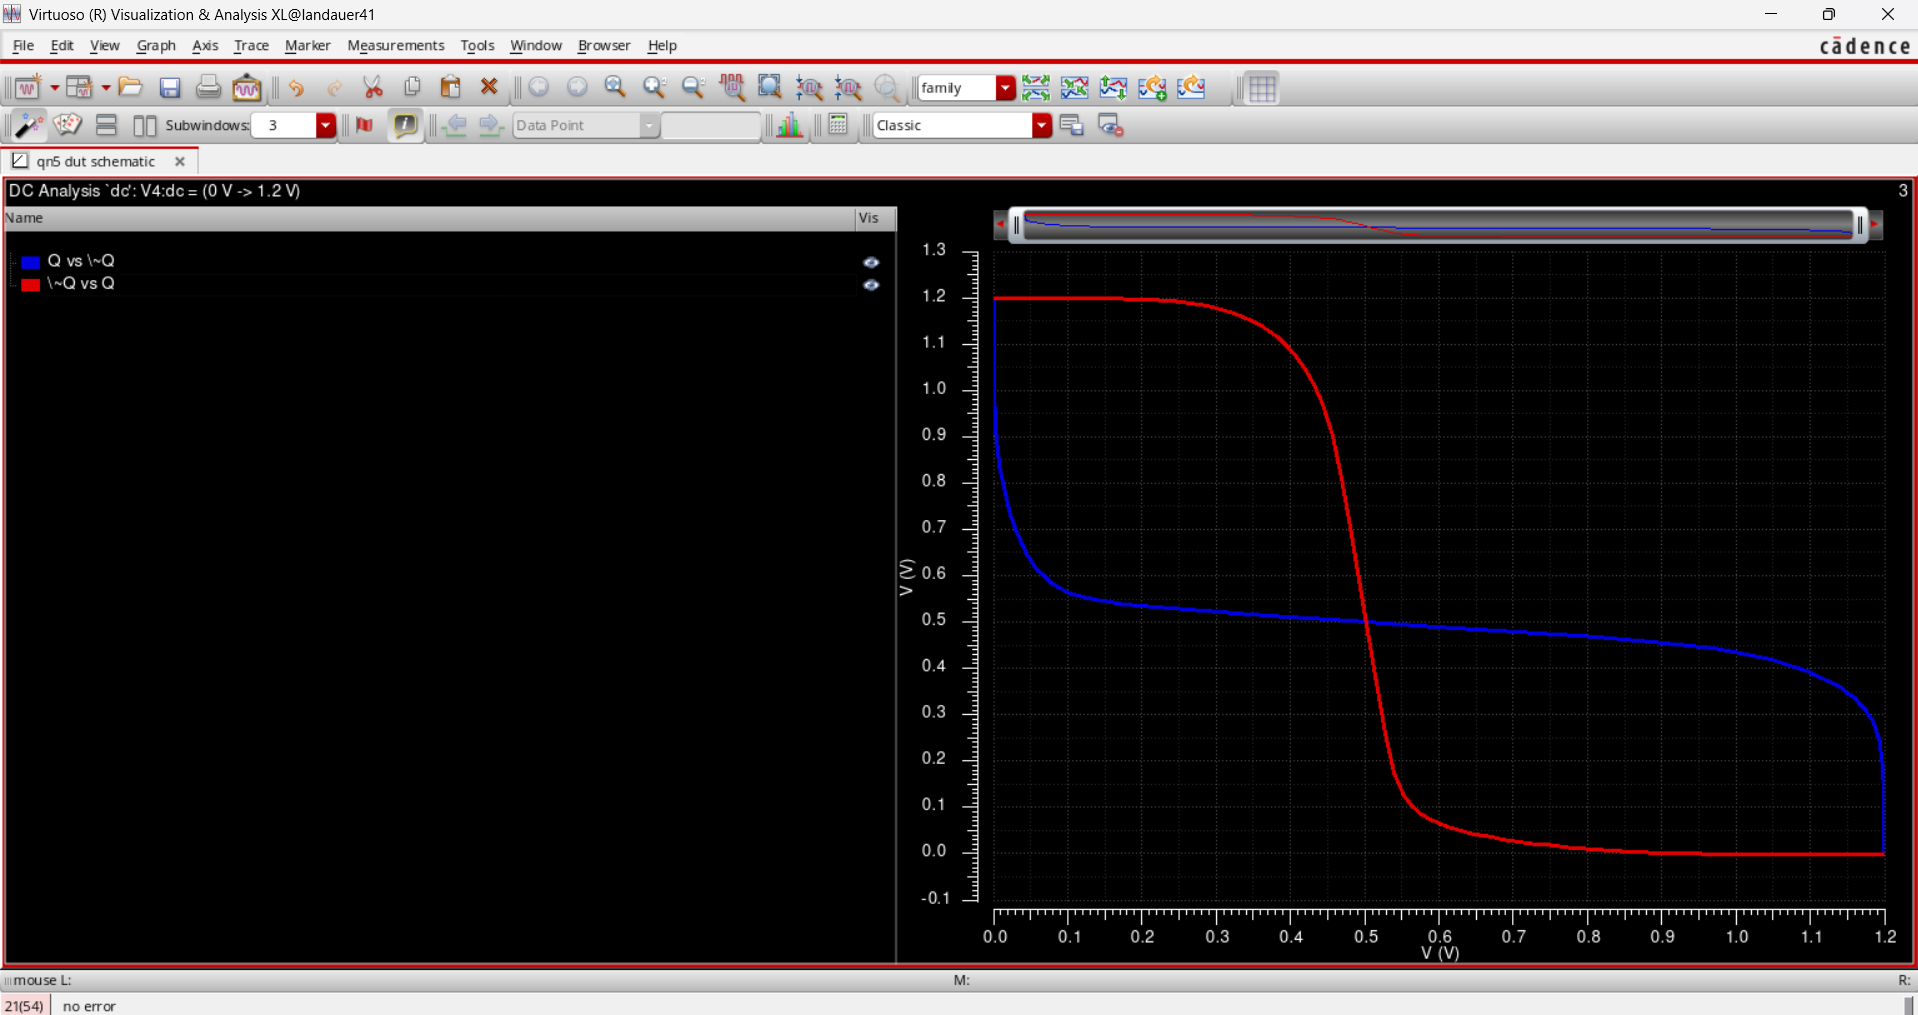 Virtuoso (R) Visualization & Analysis XL@landauer41
File Edit View Graph Axis Trace Marker Measurements Tools Window Browser Help
cādence
family
Subwindows: 3
Data Point
Classic
qn5 dut schematic
DC Analysis `dc': V4:dc = (0 V -> 1.2 V)
3
Name Vis
Q vs \~Q
\~Q vs Q
1.3
1.2
1.1
1.0
0.9
0.8
0.7
0.6
0.5
0.4
0.3
0.2
0.1
0.0
-0.1
V (V)
0.0 0.1 0.2 0.3 0.4 0.5 0.6 0.7 0.8 0.9 1.0 1.1 1.2
V (V)
mouse L: M: R:
21(54) no error